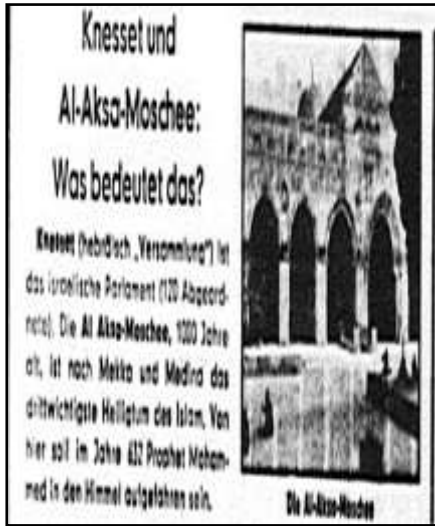 Knesset und
Al-Aksa-Moschee:
Was bedeutet das?
Knesset (hebräisch „Versammlung") ist
das israelische Parlament (120 Abgeord-
nete). Die Al Aksa-Moschee, 1000 Jahre
alt, ist nach Mekka und Medina das
drittwichtigste Heiligtum des Islam. Von
hier soll im Jahre 632 Prophet Moham-
med in den Himmel aufgefahren sein.
Die Al-Aksa-Moschee